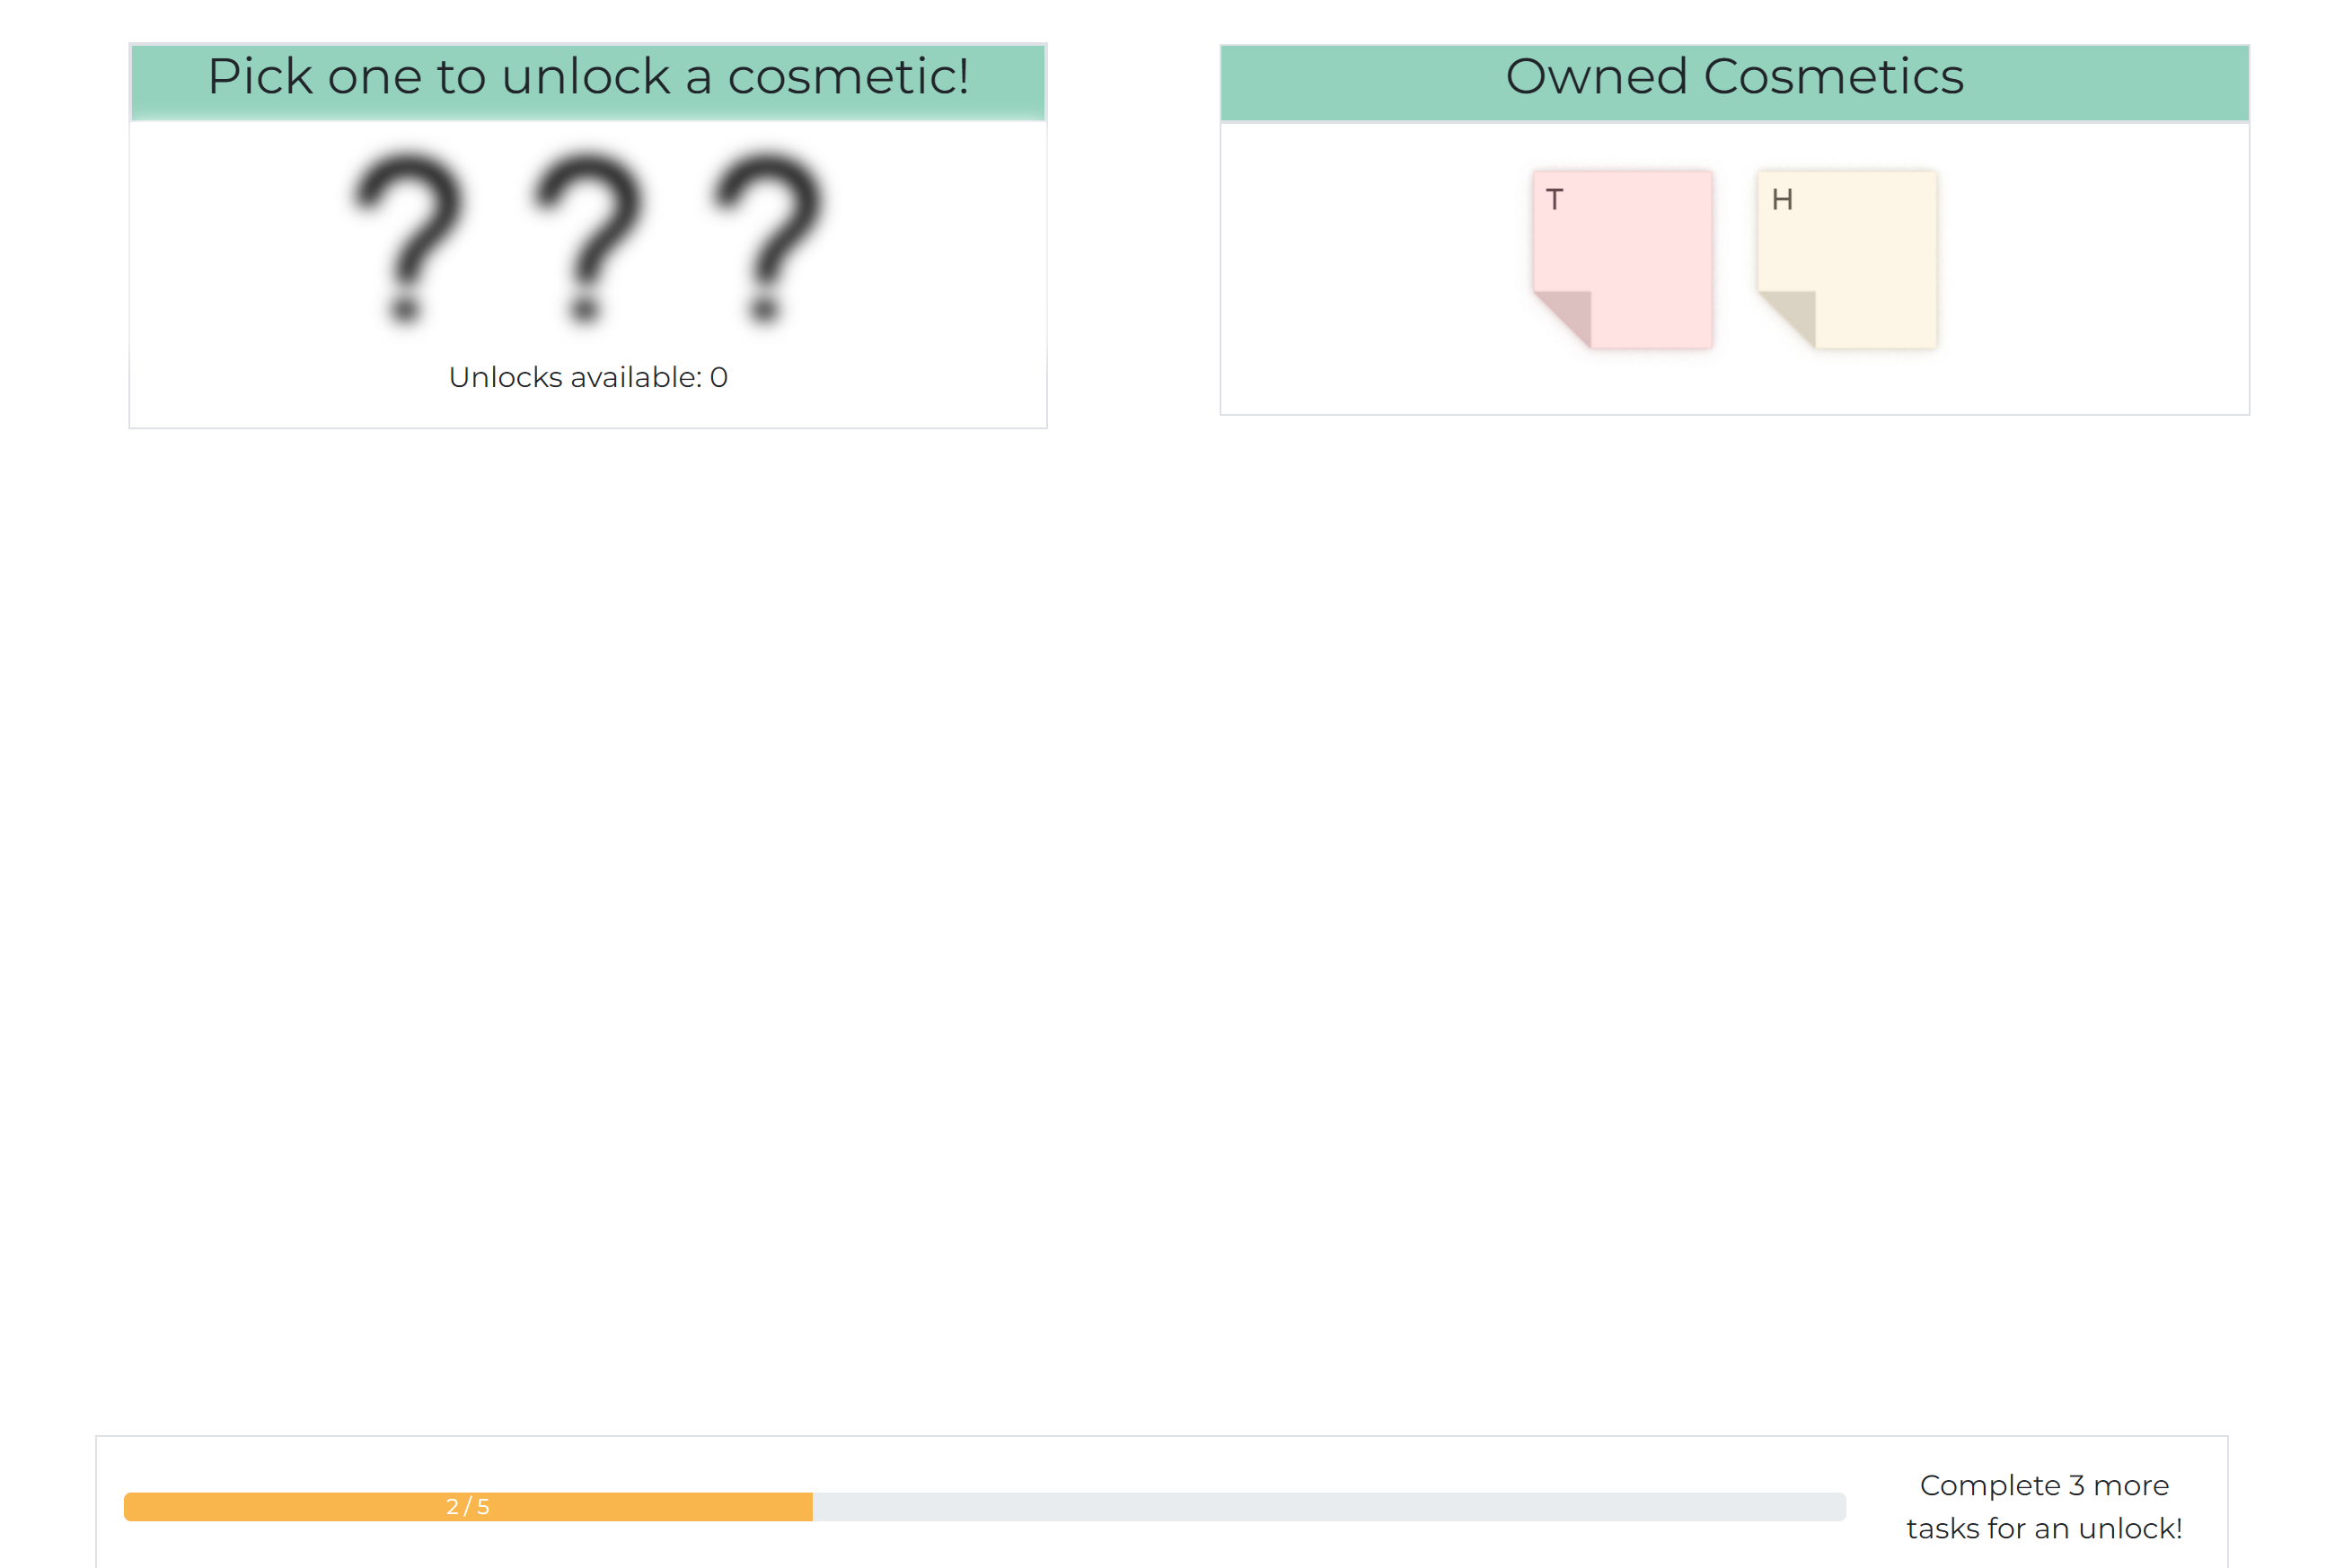 Pick one to unlock a cosmetic!
? ? ?
Unlocks available: 0
Owned Cosmetics
T
H
2 / 5
Complete 3 more
tasks for an unlock!